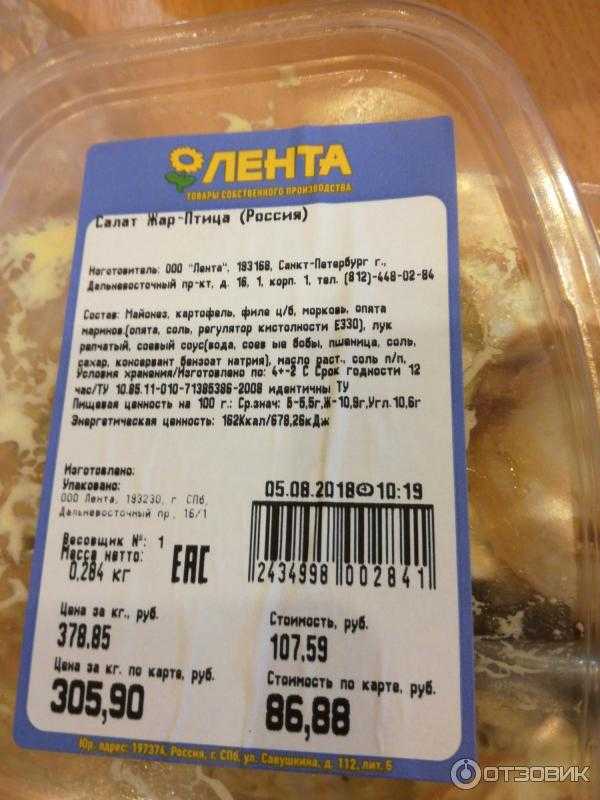 ЛЕНТА
ТОВАРЫ СОБСТВЕННОГО ПРОИЗВОДСТВА
Салат Жар-Птица (Россия)
Изготовитель: ООО "Лента", 193168, Санкт-Петербург г.,
Дальневосточный пр-кт, д. 16, 1, корп. 1, тел. (812)-448-02-84
Состав: Майонез, картофель, филе ц/б, морковь, опята
маринов.(опята, соль, регулятор кистолности Е330), лук
репчатый, соевый соус(вода, соев ые бобы, пшеница, соль,
сахар, консервант бензоат натрия), масло раст., соль п/п,
Условия хранения/Изготовлено по: 4+-2 С Срок годности 12
час/ТУ 10.85.11-010-71385386-2008 идентичны ТУ
Пищевая ценность на 100 г.: Ср.знач: Б-5,5г,Ж-10,9г,Угл.10,6г
Энергетическая ценность: 162Ккал/678,26кДж
Изготовлено:
Упаковано:
05.08.2018 10:19
ООО Лента, 193230, г СПб,
Дальневосточный пр., 16/1
Весовщик №: 1
Масса нетто:
0.284 кг
ЕАС
2434998 002841
Цена за кг., руб.
378.85
Стоимость, руб.
107.59
Цена за кг. по карте, руб.
305,90
Стоимость по карте, руб.
86,88
Юр. адрес: 197374, Россия, г. СПб, ул. Савушкина, д. 112, лит. Б
ОТЗОВИК